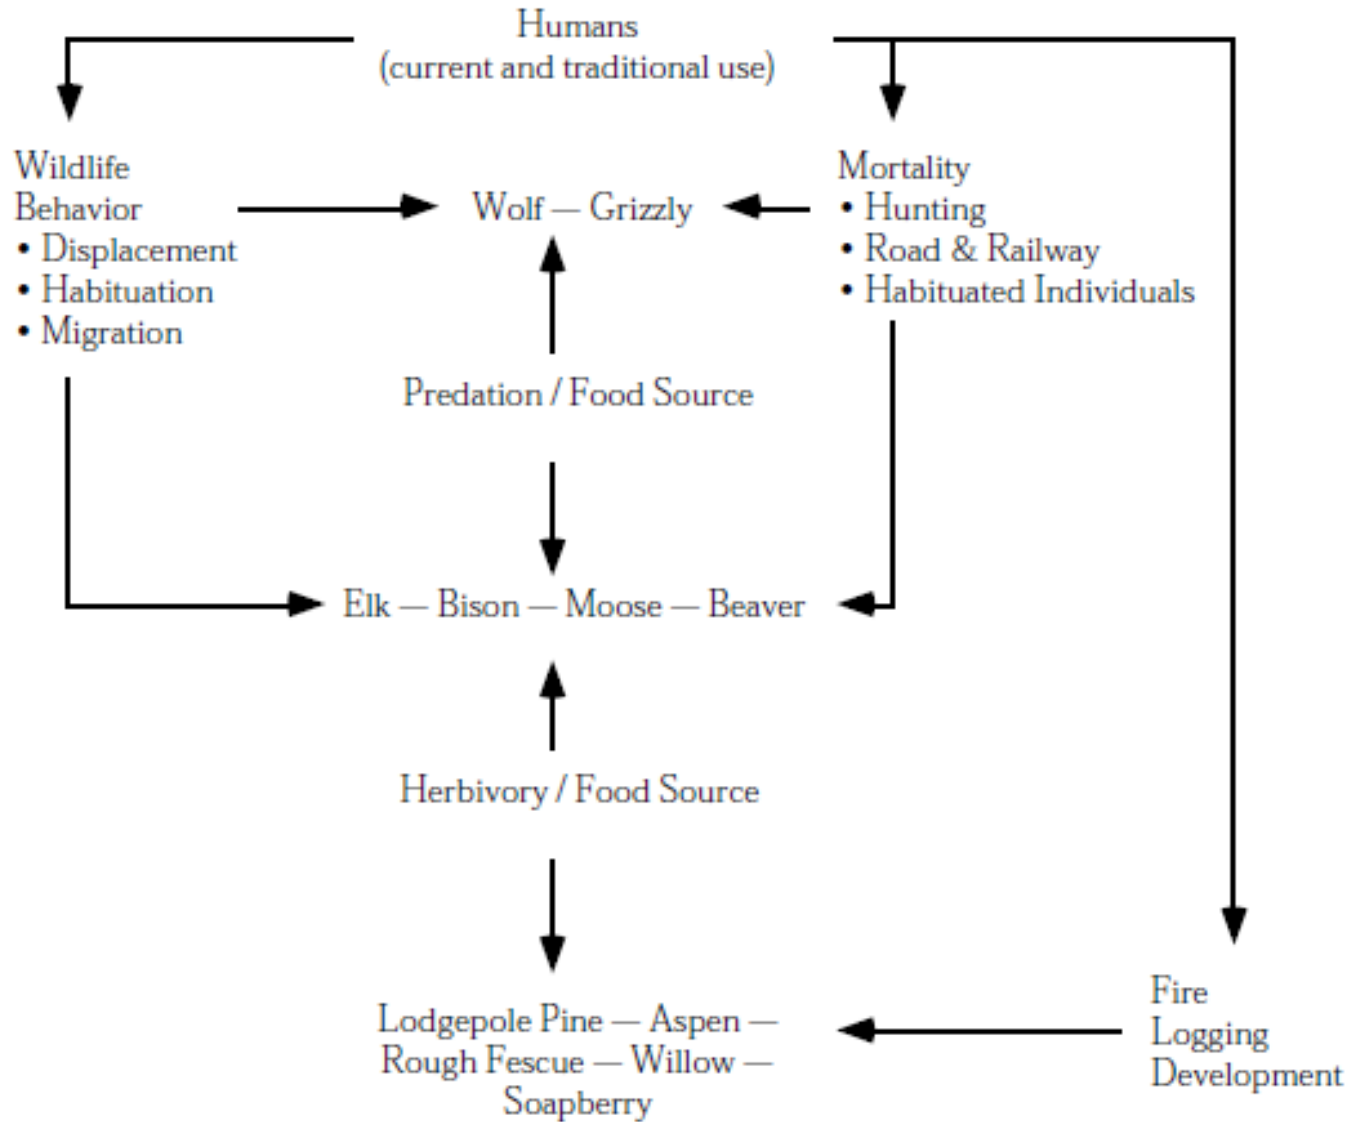 Humans
(current and traditional use)
Wildlife
Behavior
• Displacement
• Habituation
• Migration
Wolf — Grizzly
Mortality
• Hunting
• Road & Railway
• Habituated Individuals
Predation / Food Source
Elk — Bison — Moose — Beaver
Herbivory / Food Source
Lodgepole Pine — Aspen —
Rough Fescue — Willow —
Soapberry
Fire
Logging
Development